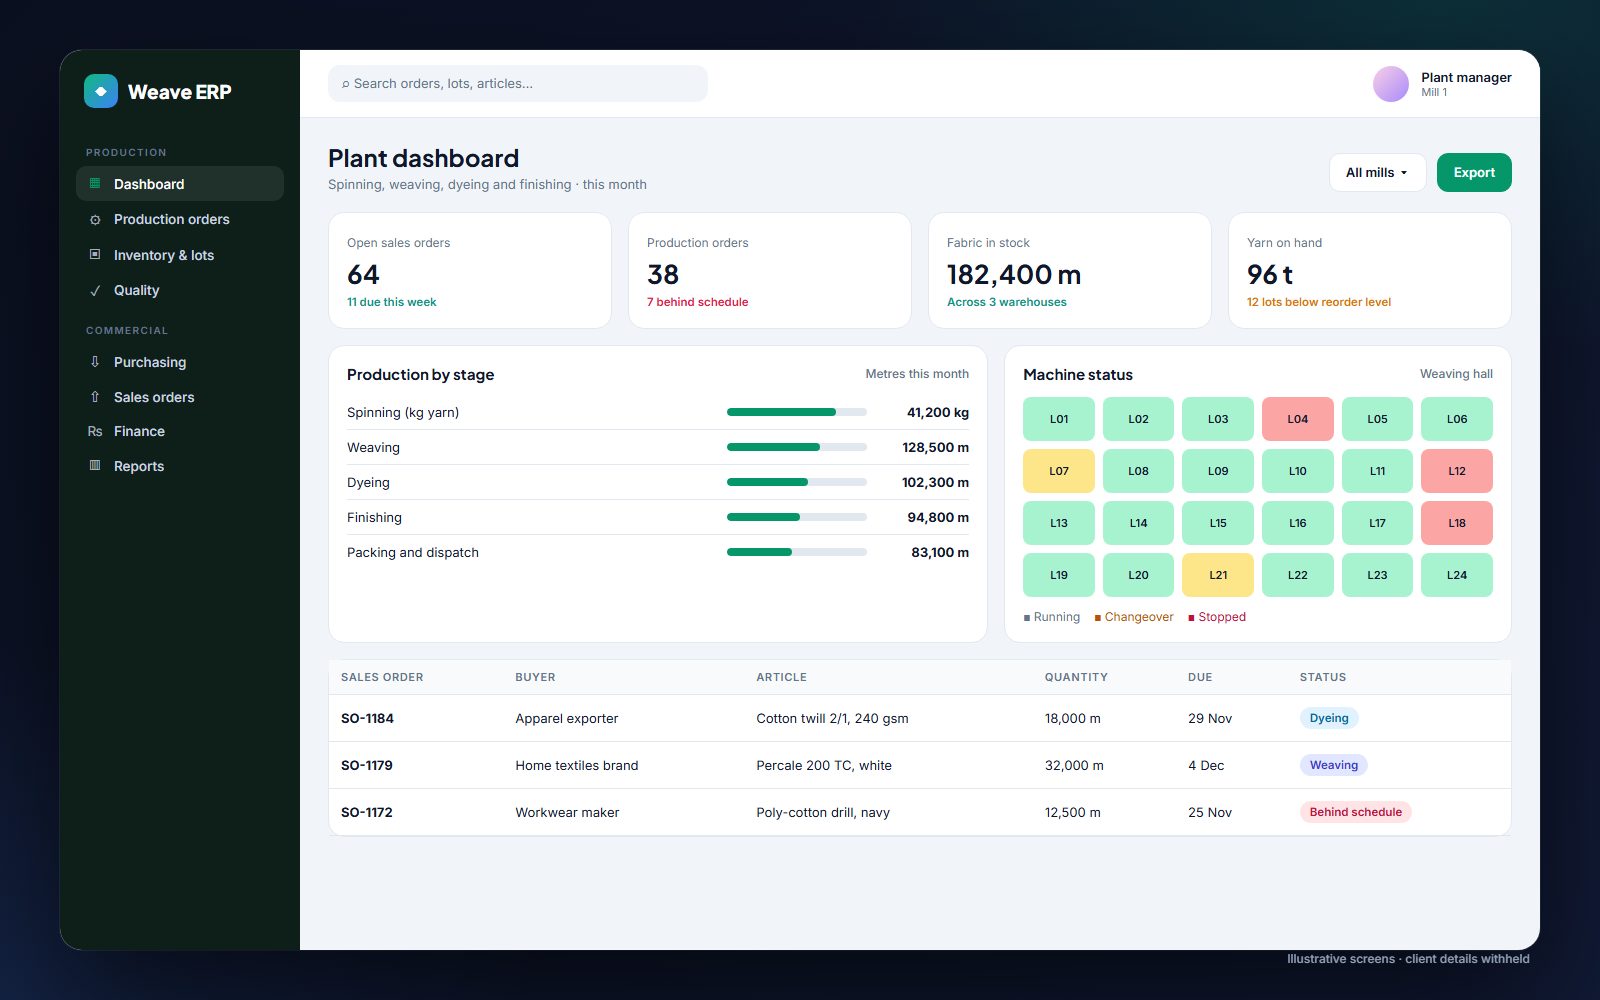 Weave ERP
PRODUCTION
Dashboard
Production orders
Inventory & lots
Quality
COMMERCIAL
Purchasing
Sales orders
Rs Finance
Reports
Search orders, lots, articles...
Plant manager
Mill 1
Plant dashboard
Spinning, weaving, dyeing and finishing · this month
All mills
Export
Open sales orders
64
11 due this week
Production orders
38
7 behind schedule
Fabric in stock
182,400 m
Across 3 warehouses
Yarn on hand
96 t
12 lots below reorder level
Production by stage
Metres this month
Spinning (kg yarn) 41,200 kg
Weaving 128,500 m
Dyeing 102,300 m
Finishing 94,800 m
Packing and dispatch 83,100 m
Machine status
Weaving hall
L01 L02 L03 L04 L05 L06
L07 L08 L09 L10 L11 L12
L13 L14 L15 L16 L17 L18
L19 L20 L21 L22 L23 L24
Running Changeover Stopped
SALES ORDER BUYER ARTICLE QUANTITY DUE STATUS
SO-1184 Apparel exporter Cotton twill 2/1, 240 gsm 18,000 m 29 Nov Dyeing
SO-1179 Home textiles brand Percale 200 TC, white 32,000 m 4 Dec Weaving
SO-1172 Workwear maker Poly-cotton drill, navy 12,500 m 25 Nov Behind schedule
Illustrative screens · client details withheld